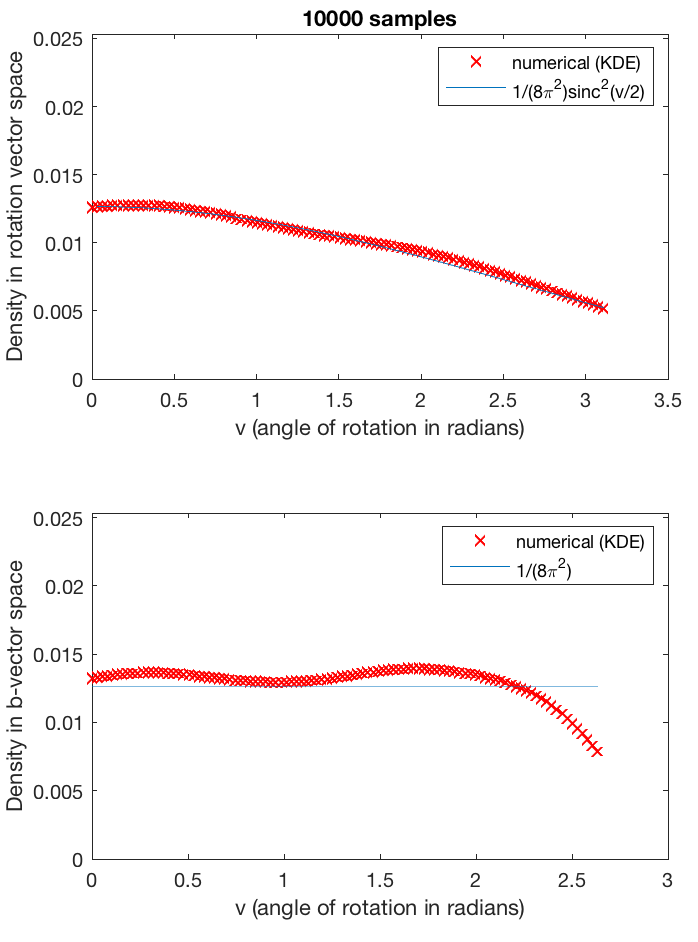 10000 samples
Density in rotation vector space
0.025
0.02
0.015
0.01
0.005
0
numerical (KDE)
1/(8π²)sinc²(v/2)
0 0.5 1 1.5 2 2.5 3 3.5
v (angle of rotation in radians)
Density in b-vector space
0.025
0.02
0.015
0.01
0.005
0
numerical (KDE)
1/(8π²)
0 0.5 1 1.5 2 2.5 3
v (angle of rotation in radians)